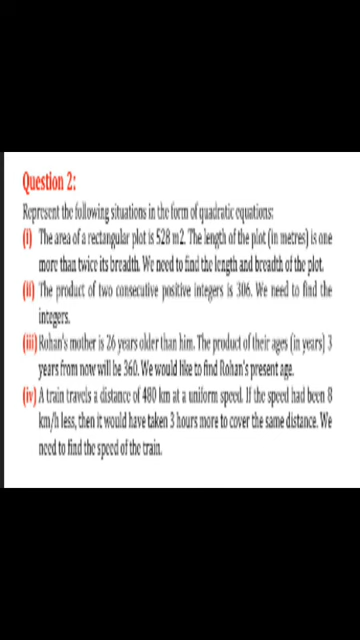 Question 2:
Represent the following situations in the form of quadratic equations:
(i) The area of a rectangular plot is 528 m2. The length of the plot (in metres) is one
more than twice its breadth. We need to find the length and breadth of the plot.
(ii) The product of two consecutive positive integers is 306. We need to find the
integers.
(iii) Rohan's mother is 26 years older than him. The product of their ages (in years) 3
years from now will be 360. We would like to find Rohan's present age.
(iv) A train travels a distance of 480 km at a uniform speed. If the speed had been 8
km/h less, then it would have taken 3 hours more to cover the same distance. We
need to find the speed of the train.